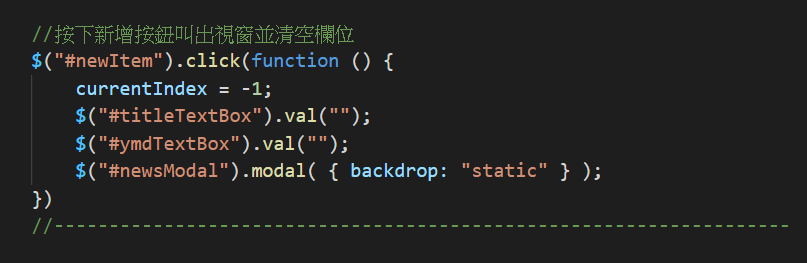 //按下新增按鈕叫出視窗並清空欄位
$("#newItem").click(function () {
    currentIndex = -1;
    $("#titleTextBox").val("");
    $("#ymdTextBox").val("");
    $("#newsModal").modal( { backdrop: "static" } );
})
//--------------------------------------------------------------------